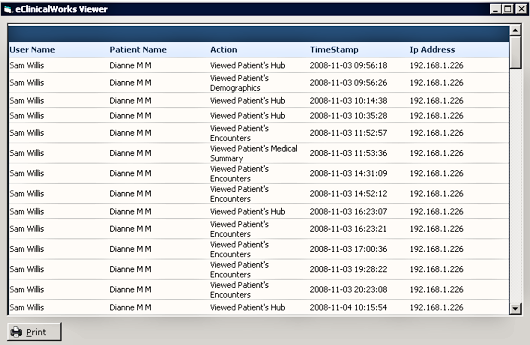 eClinicalWorks Viewer
User Name Patient Name Action TimeStamp Ip Address
Sam Willis Dianne M M Viewed Patient's Hub 2008-11-03 09:56:18 192.168.1.226
Sam Willis Dianne M M Viewed Patient's Demographics 2008-11-03 09:56:26 192.168.1.226
Sam Willis Dianne M M Viewed Patient's Hub 2008-11-03 10:14:38 192.168.1.226
Sam Willis Dianne M M Viewed Patient's Hub 2008-11-03 10:35:28 192.168.1.226
Sam Willis Dianne M M Viewed Patient's Encounters 2008-11-03 11:52:57 192.168.1.226
Sam Willis Dianne M M Viewed Patient's Medical Summary 2008-11-03 11:53:36 192.168.1.226
Sam Willis Dianne M M Viewed Patient's Encounters 2008-11-03 14:31:09 192.168.1.226
Sam Willis Dianne M M Viewed Patient's Encounters 2008-11-03 14:52:12 192.168.1.226
Sam Willis Dianne M M Viewed Patient's Hub 2008-11-03 16:23:07 192.168.1.226
Sam Willis Dianne M M Viewed Patient's Encounters 2008-11-03 16:23:21 192.168.1.226
Sam Willis Dianne M M Viewed Patient's Encounters 2008-11-03 17:00:36 192.168.1.226
Sam Willis Dianne M M Viewed Patient's Encounters 2008-11-03 19:28:22 192.168.1.226
Sam Willis Dianne M M Viewed Patient's Encounters 2008-11-03 20:23:08 192.168.1.226
Sam Willis Dianne M M Viewed Patient's Hub 2008-11-04 10:15:54 192.168.1.226
Print